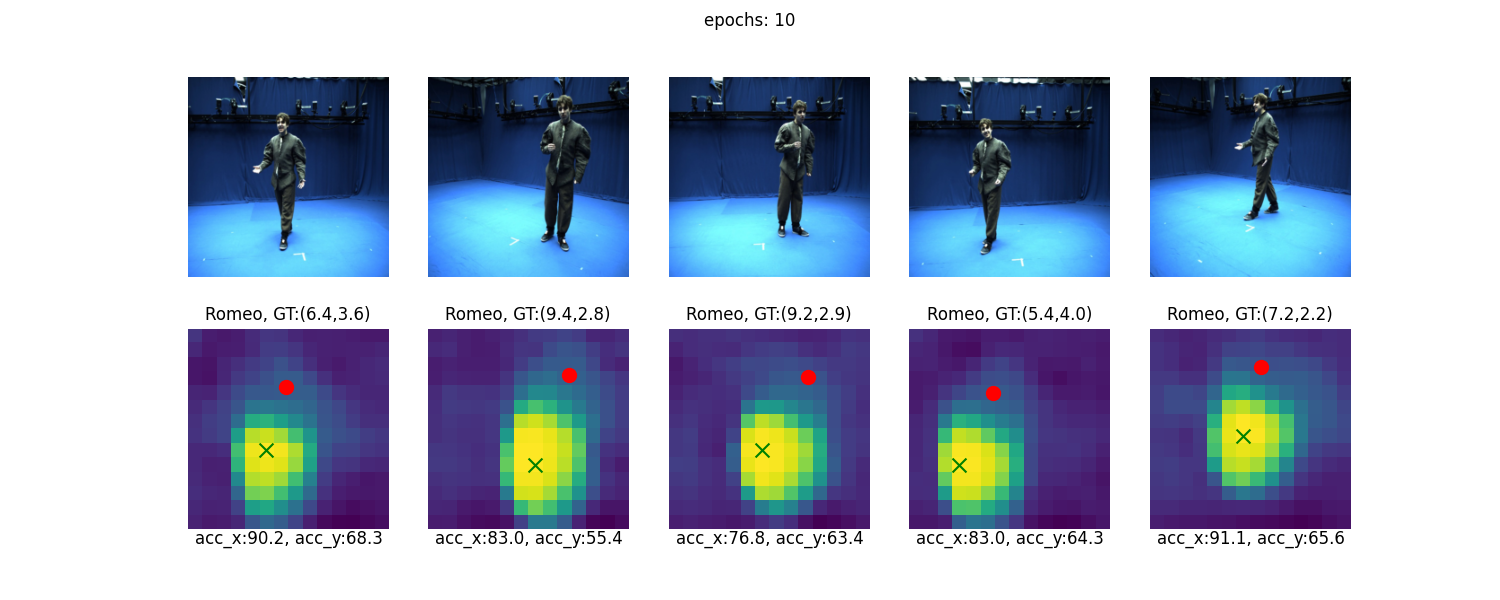 epochs: 10
Romeo, GT:(6.4,3.6)
Romeo, GT:(9.4,2.8)
Romeo, GT:(9.2,2.9)
Romeo, GT:(5.4,4.0)
Romeo, GT:(7.2,2.2)
acc_x:90.2, acc_y:68.3
acc_x:83.0, acc_y:55.4
acc_x:76.8, acc_y:63.4
acc_x:83.0, acc_y:64.3
acc_x:91.1, acc_y:65.6